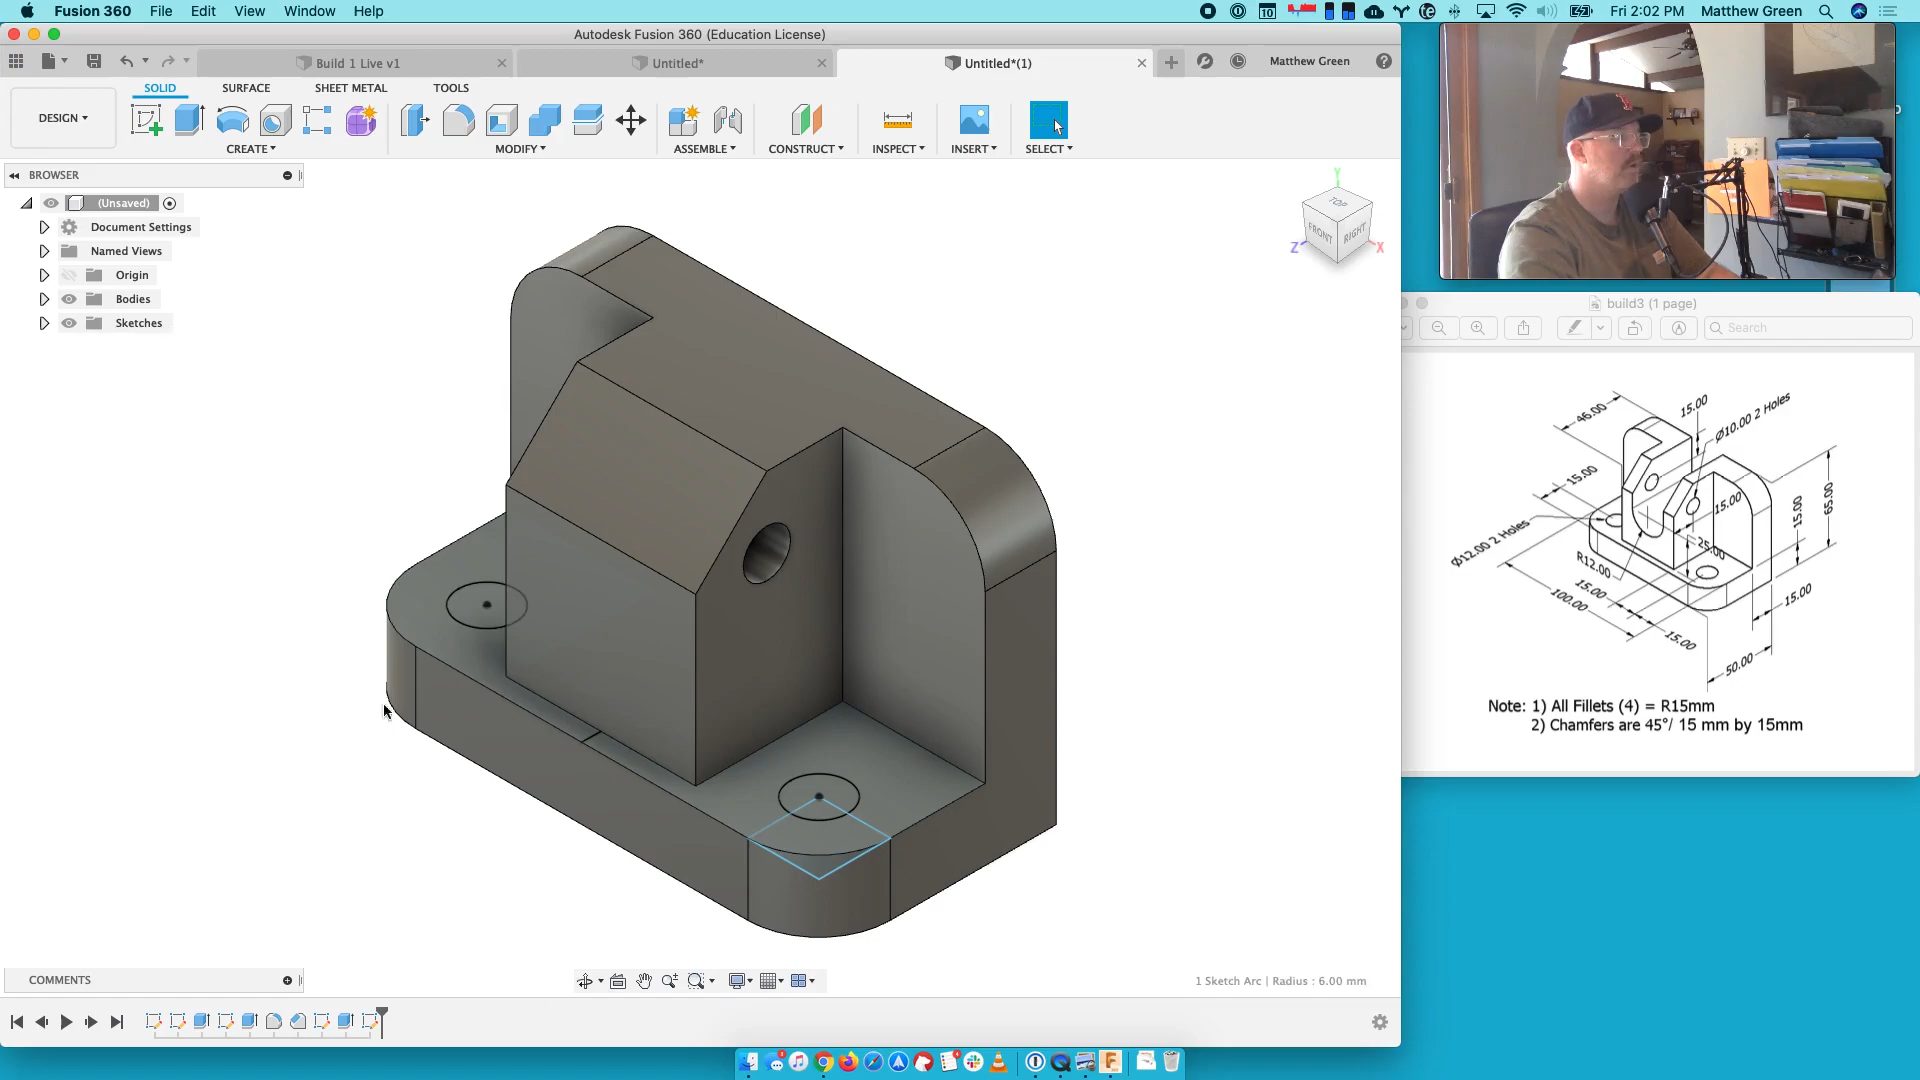 Fusion 360 File Edit View Window Help
10
te
Fri 2:02 PM Matthew Green
Autodesk Fusion 360 (Education License)
Build 1 Live v1
Untitled*
Untitled*(1)
Matthew Green
SOLID SURFACE SHEET METAL TOOLS
DESIGN
CREATE MODIFY ASSEMBLE CONSTRUCT INSPECT INSERT SELECT
BROWSER
(Unsaved)
Document Settings
Named Views
Origin
Bodies
Sketches
Y
TOP
FRONT
RIGHT
Z
X
build3 (1 page)
Search
46.00
15.00
Ø10.00 2 Holes
15.00
15.00
15.00
65.00
Ø12.00 2 Holes
25.00
R12.00
15.00
100.00
15.00
15.00
50.00
Note: 1) All Fillets (4) = R15mm
2) Chamfers are 45°/ 15 mm by 15mm
COMMENTS
1 Sketch Arc | Radius : 6.00 mm